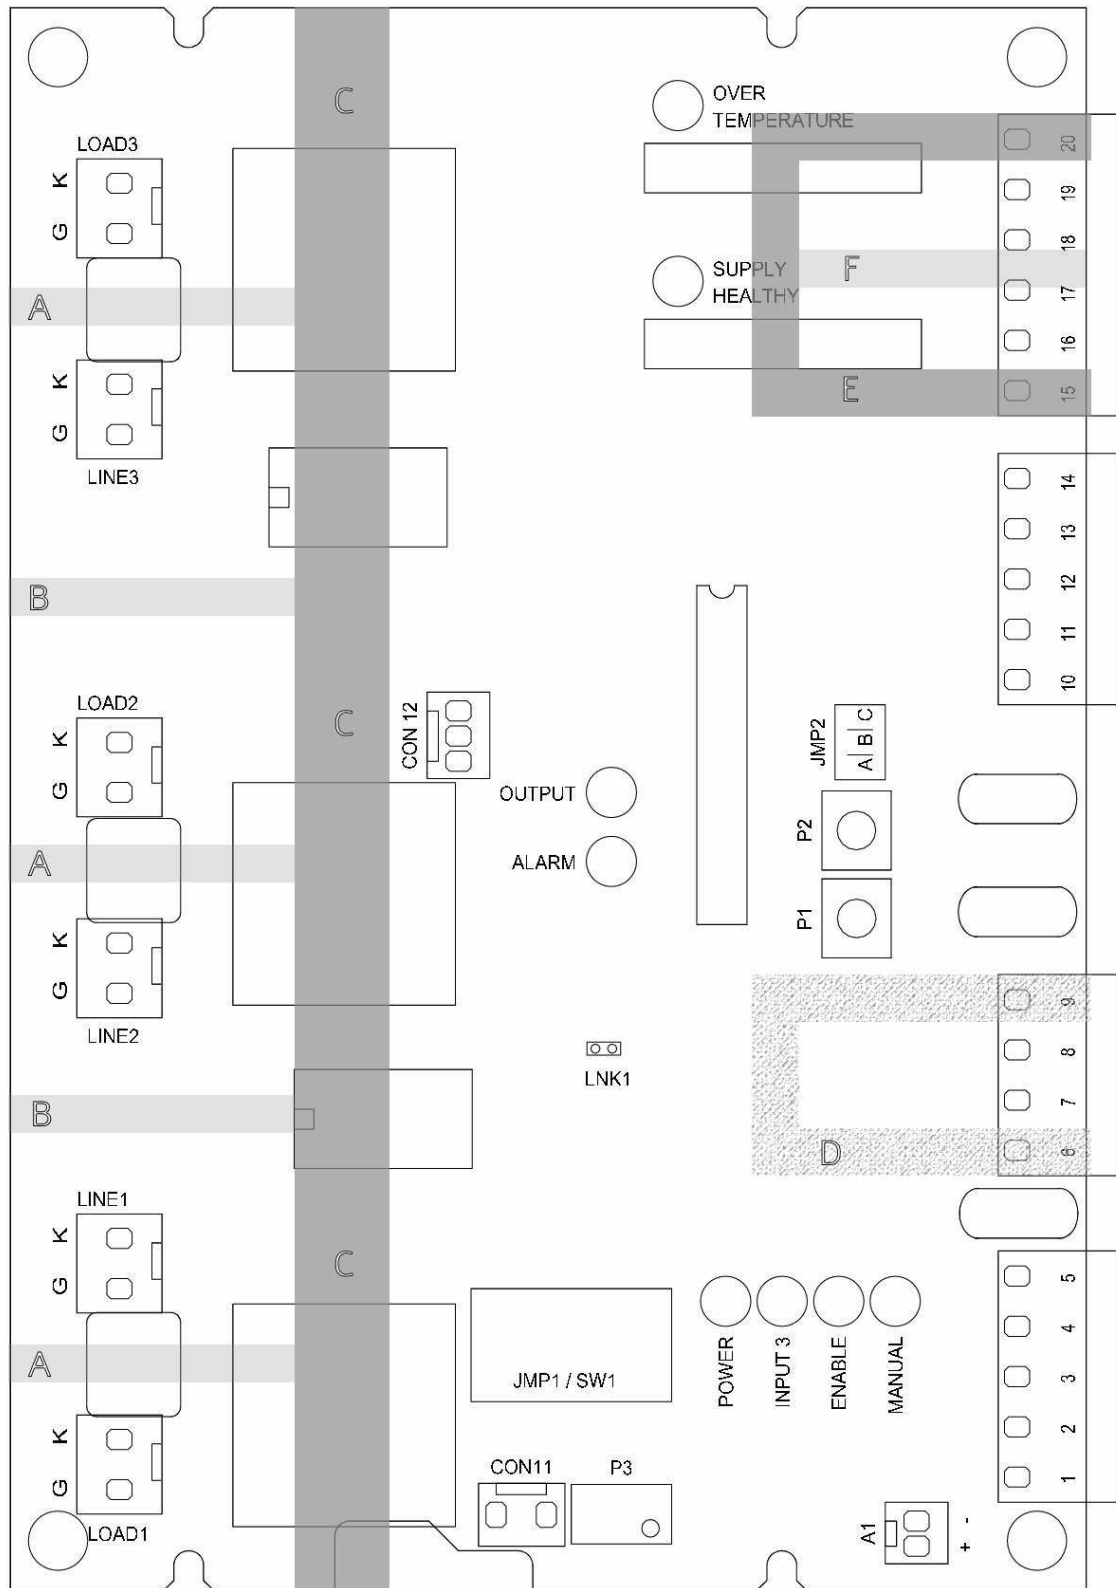 C
OVER
TEMPERATURE
LOAD3
K
G
A
K
G
LINE3
SUPPLY
HEALTHY
F
E
20
19
18
17
16
15
14
13
12
11
10
B
LOAD2
K
G
A
K
G
LINE2
C
CON 12
OUTPUT
ALARM
JMP2
A | B | C
P2
P1
LNK1
9
8
7
6
D
B
LINE1
K
G
A
K
G
LOAD1
C
JMP1 / SW1
POWER
INPUT 3
ENABLE
MANUAL
5
4
3
2
1
CON11
P3
A1
+ -